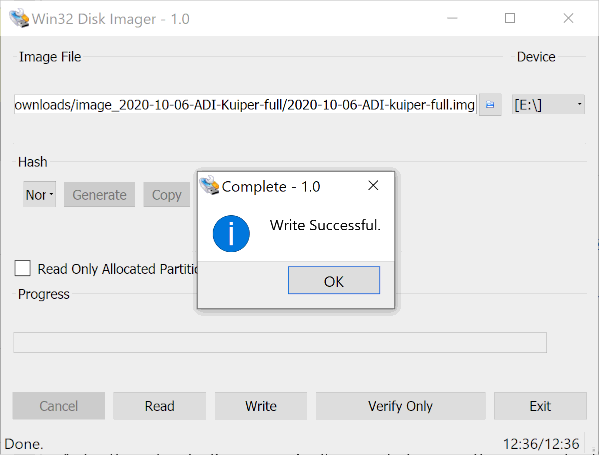 Win32 Disk Imager - 1.0
Image File
Device
ownloads/image_2020-10-06-ADI-Kuiper-full/2020-10-06-ADI-kuiper-full.img
[E:\]
Hash
Nor
Generate
Copy
Complete - 1.0
Write Successful.
OK
Read Only Allocated Partitio
Progress
Cancel
Read
Write
Verify Only
Exit
Done.
12:36/12:36